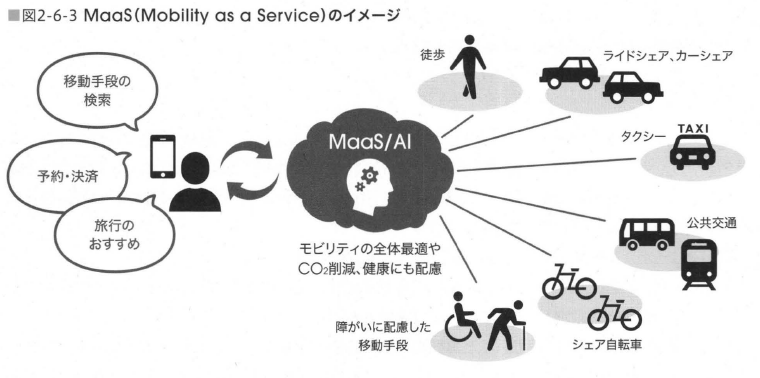 ■図2-6-3 MaaS(Mobility as a Service)のイメージ
移動手段の
検索
予約・決済
旅行の
おすすめ
MaaS/AI
モビリティの全体最適や
CO₂削減、健康にも配慮
徒歩
ライドシェア、カーシェア
タクシー
TAXI
公共交通
シェア自転車
障がいに配慮した
移動手段